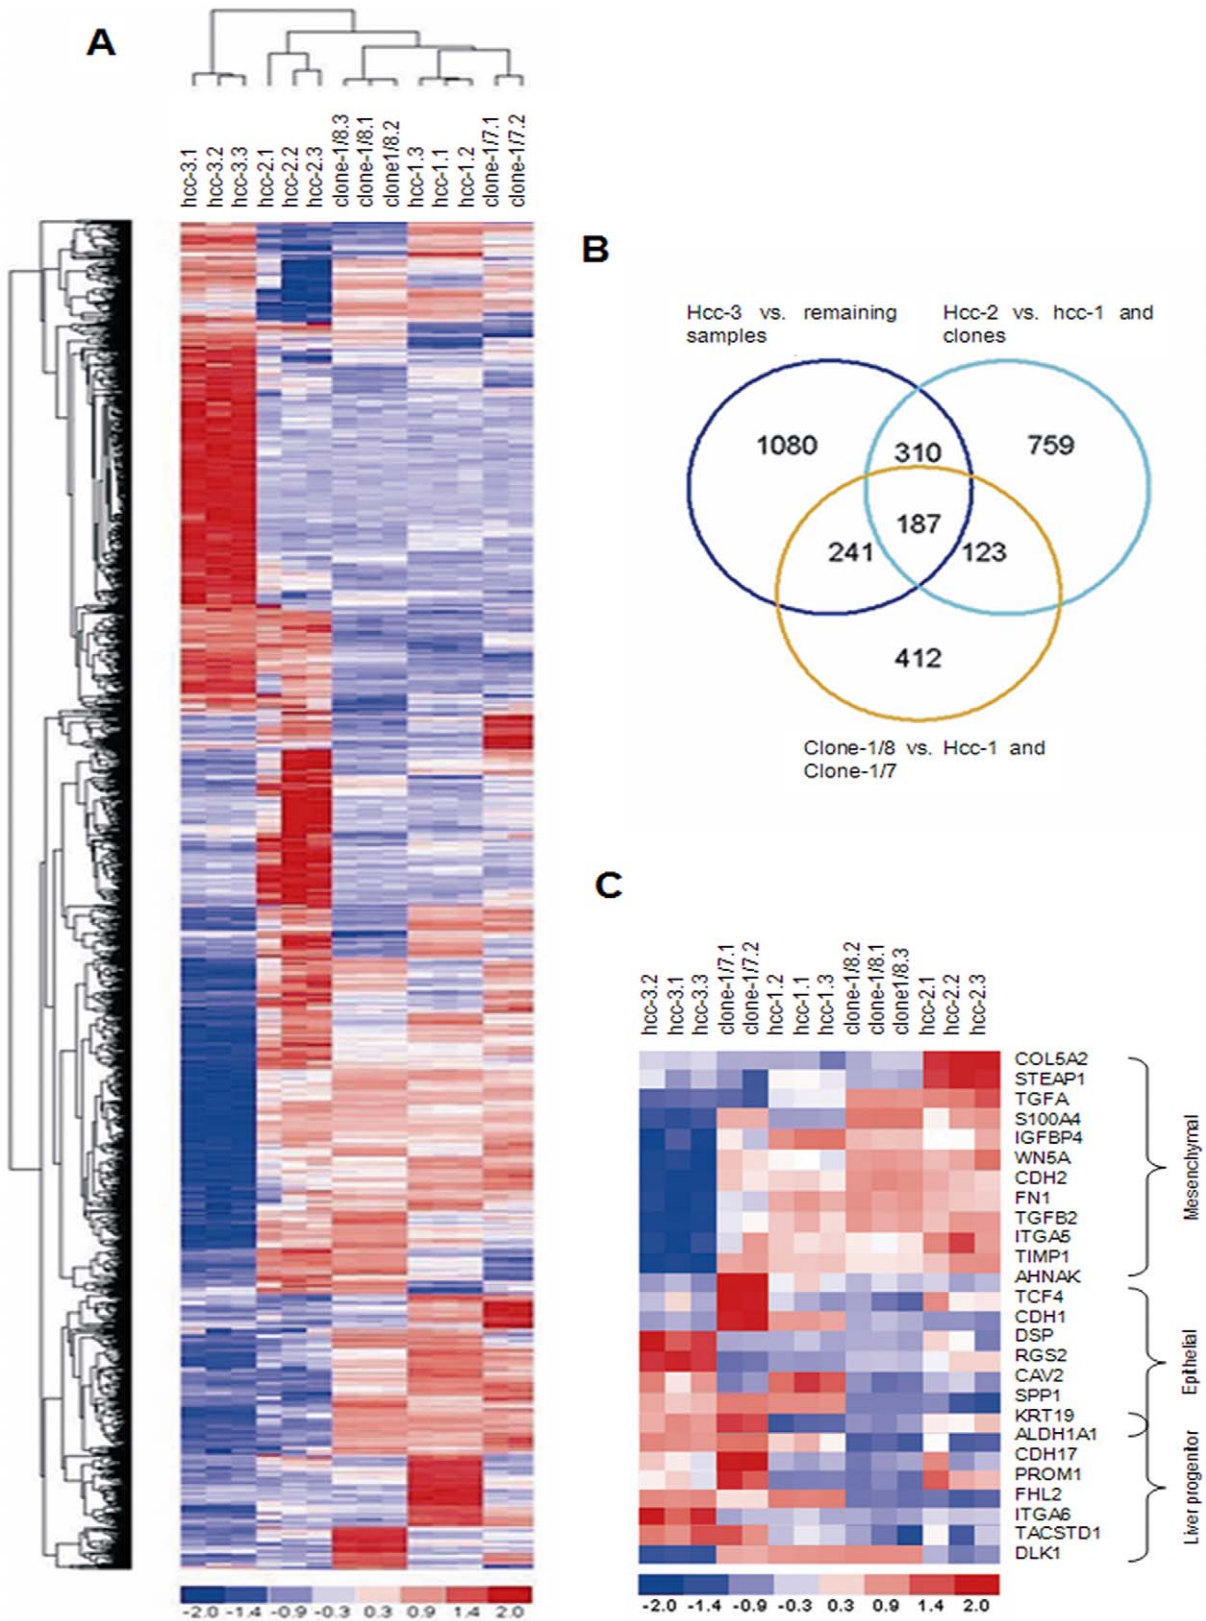 A
hcc-3.1
hcc-3.2
hcc-3.3
hcc-2.1
hcc-2.2
hcc-2.3
clone-1/8.3
clone-1/8.1
clone1/8.2
hcc-1.3
hcc-1.1
hcc-1.2
clone-1/7.1
clone-1/7.2
-2.0 -1.4 -0.9 -0.3 0.3 0.9 1.4 2.0
B
Hcc-3 vs. remaining
samples
Hcc-2 vs. hcc-1 and
clones
1080
310
759
187
241
123
412
Clone-1/8 vs. Hcc-1 and
Clone-1/7
C
hcc-3.2
hcc-3.1
hcc-3.3
clone-1/7.1
clone-1/7.2
hcc-1.2
hcc-1.1
hcc-1.3
clone-1/8.2
clone-1/8.1
clone1/8.3
hcc-2.1
hcc-2.2
hcc-2.3
COL5A2
STEAP1
TGFA
S100A4
IGFBP4
WN5A
CDH2
FN1
TGFB2
ITGA5
TIMP1
AHNAK
TCF4
CDH1
DSP
RGS2
CAV2
SPP1
KRT19
ALDH1A1
CDH17
PROM1
FHL2
ITGA6
TACSTD1
DLK1
Mesenchymal
Epithelial
Liver progenitor
-2.0 -1.4 -0.9 -0.3 0.3 0.9 1.4 2.0